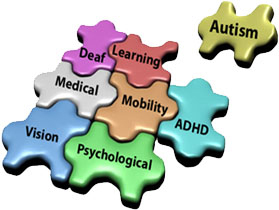 Autism
Deaf
Learning
Medical
Mobility
ADHD
Vision
Psychological